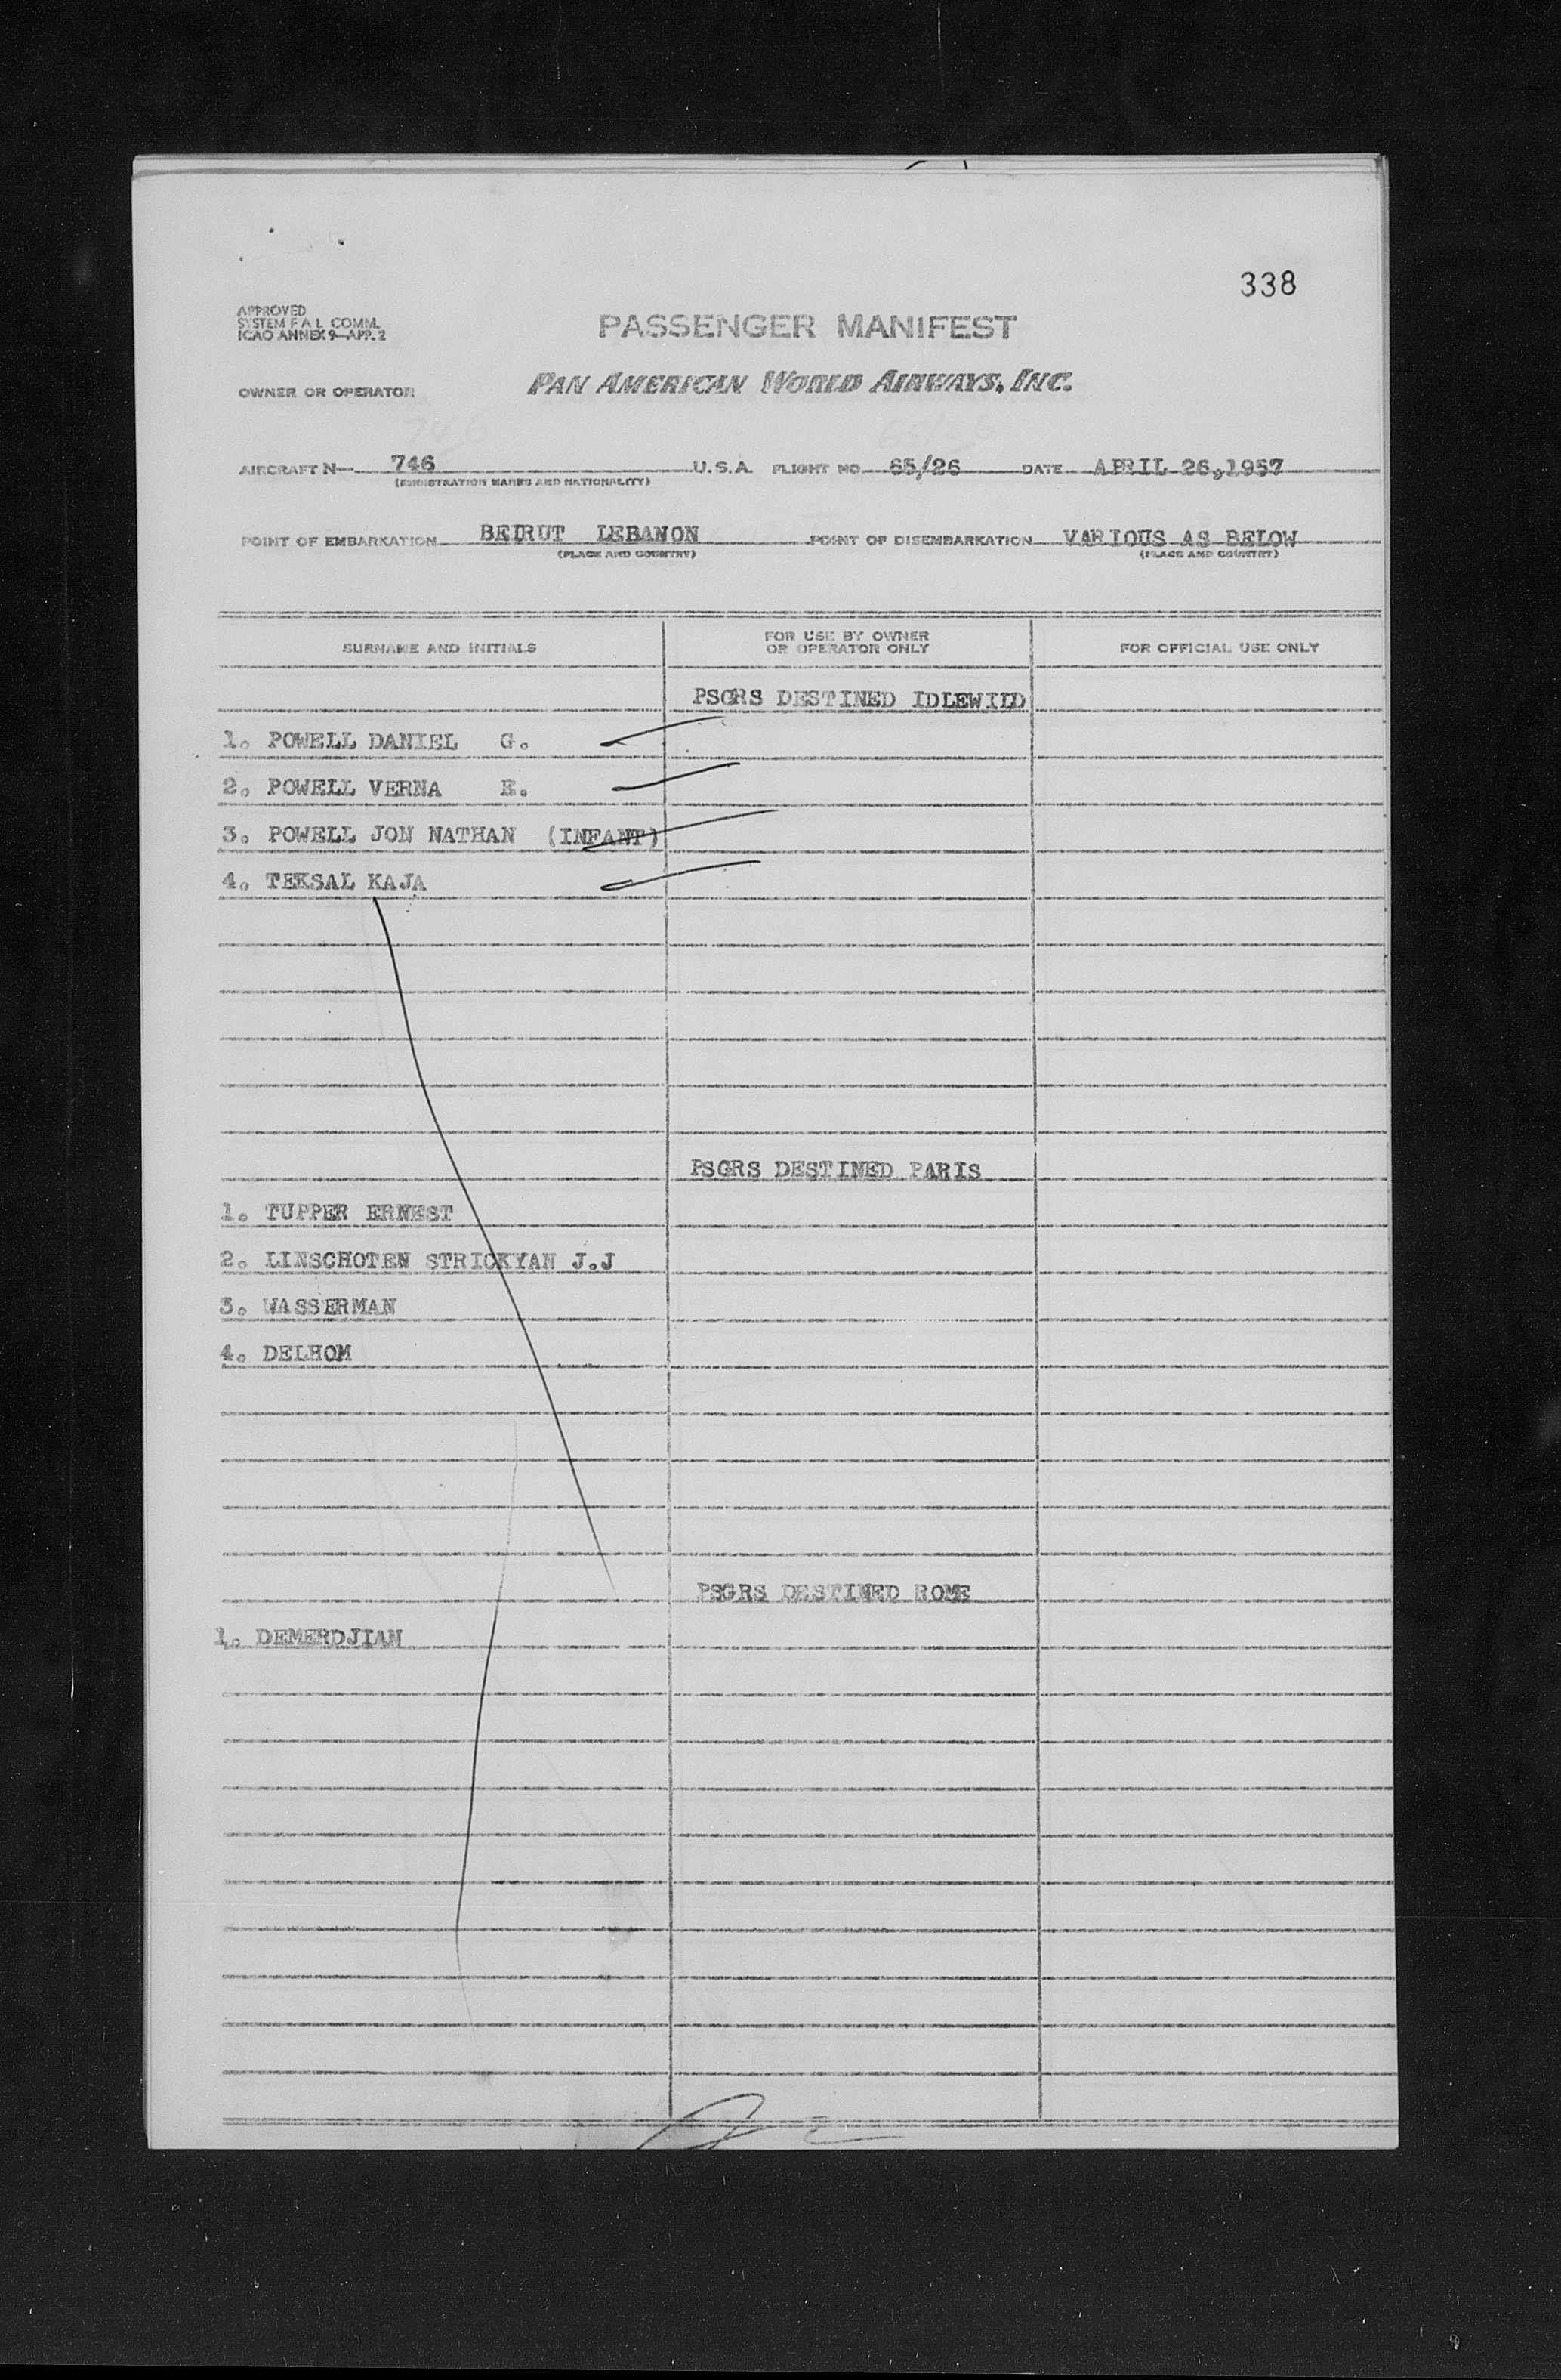 338
APPROVED
SYSTEM F A L COMM.
ICAO ANNEX 9—APP. 2
PASSENGER MANIFEST
OWNER OR OPERATOR PAN AMERICAN WORLD AIRWAYS, INC.
AIRCRAFT N— 746 U.S.A. FLIGHT NO. 65/26 DATE APRIL 26,1957
(REGISTRATION MARKS AND NATIONALITY)
POINT OF EMBARKATION BEIRUT LEBANON POINT OF DISEMBARKATION VARIOUS AS BELOW
(PLACE AND COUNTRY) (PLACE AND COUNTRY)
SURNAME AND INITIALS FOR USE BY OWNER OR OPERATOR ONLY FOR OFFICIAL USE ONLY
PSGRS DESTINED IDLEWILD
1. POWELL DANIEL G.
2. POWELL VERNA E.
3. POWELL JON NATHAN (INFANT)
4. TEKSAL KAJA
PSGRS DESTINED PARIS
1. TUPPER ERNEST
2. LINSCHOTEN STRICKYAN J.J
3. WASSERMAN
4. DELHOM
PSGRS DESTINED ROME
1. DEMERDJIAN